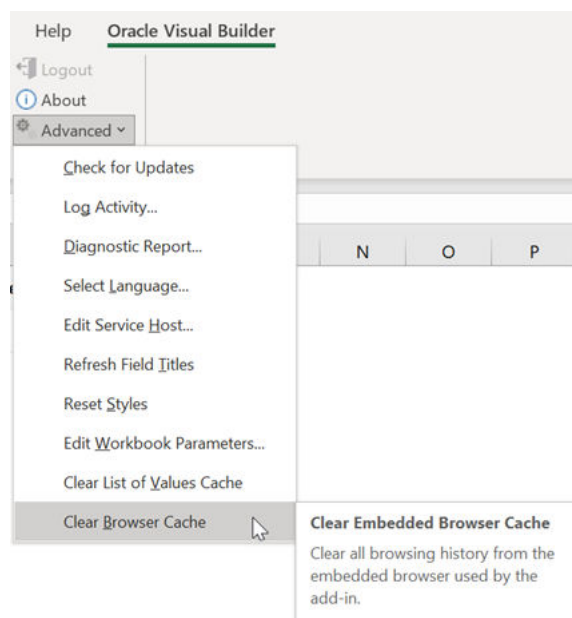 Help Oracle Visual Builder
Logout
About
Advanced
Check for Updates
Log Activity...
Diagnostic Report...
N O P
Select Language...
Edit Service Host...
Refresh Field Titles
Reset Styles
Edit Workbook Parameters...
Clear List of Values Cache
Clear Browser Cache
Clear Embedded Browser Cache
Clear all browsing history from the
embedded browser used by the
add-in.